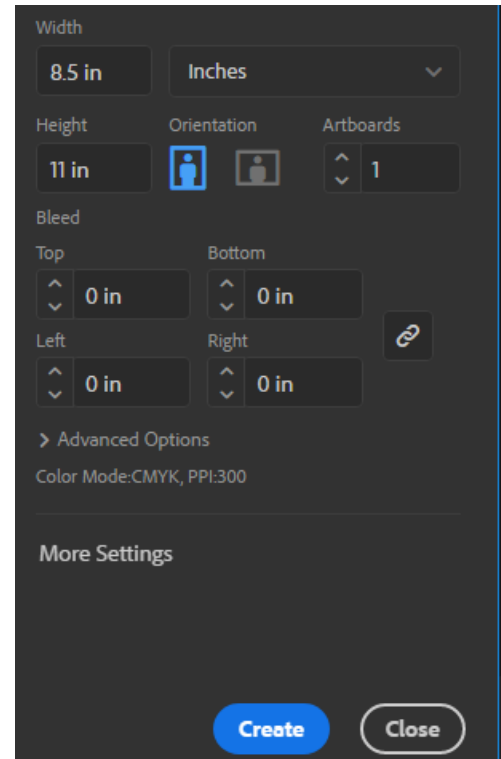 Width
8.5 in Inches
Height Orientation Artboards
11 in 1
Bleed
Top Bottom
0 in 0 in
Left Right
0 in 0 in
Advanced Options
Color Mode:CMYK, PPI:300
More Settings
Create Close